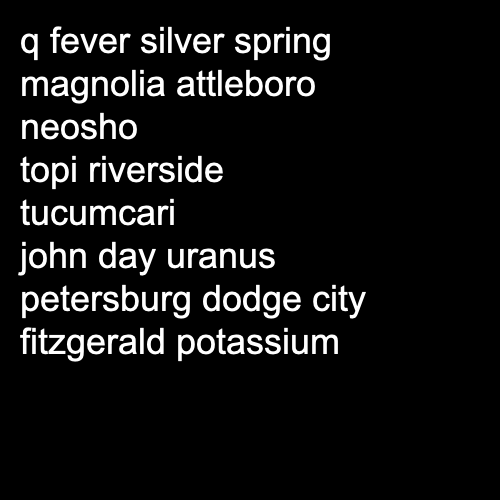 q fever silver spring
magnolia attleboro
neosho
topi riverside
tucumcari
john day uranus
petersburg dodge city
fitzgerald potassium